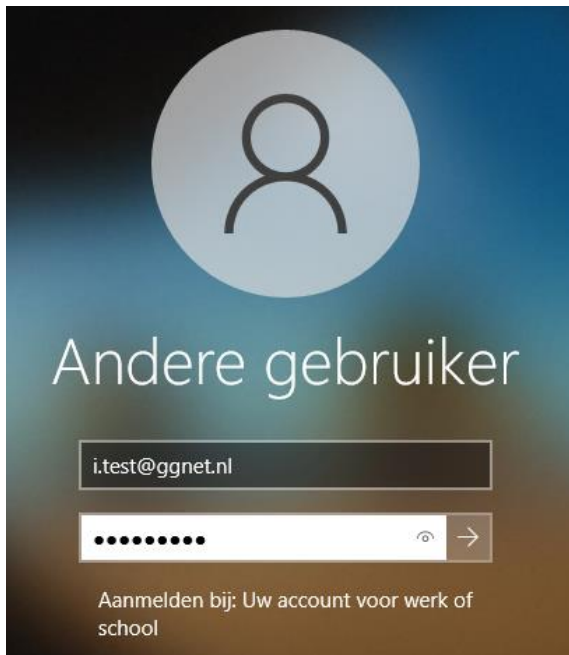 Andere gebruiker
i.test@ggnet.nl
•••••••••
Aanmelden bij: Uw account voor werk of
school